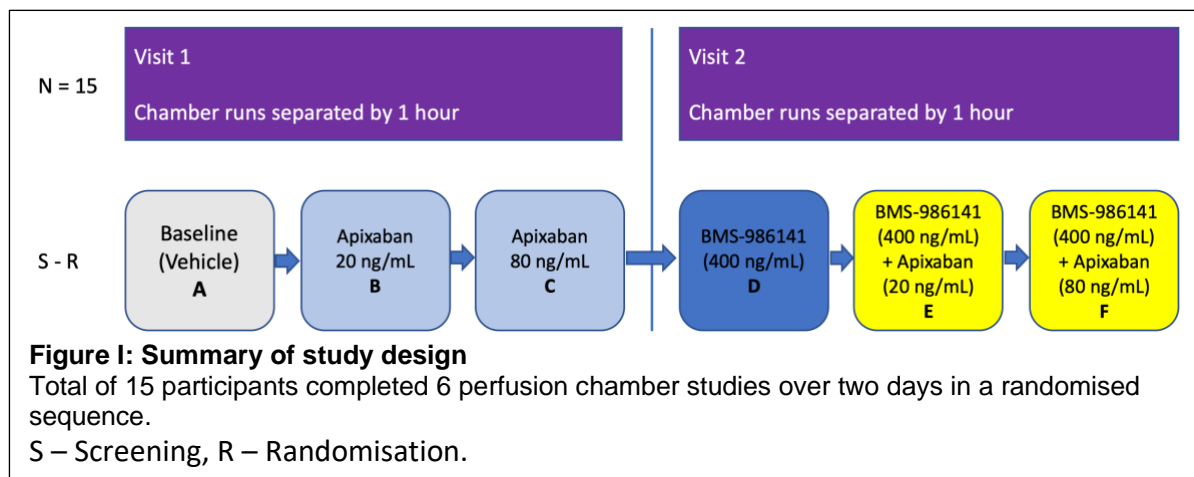 N = 15
Visit 1
Chamber runs separated by 1 hour
Visit 2
Chamber runs separated by 1 hour
S - R
Baseline
(Vehicle)
A
Apixaban
20 ng/mL
B
Apixaban
80 ng/mL
C
BMS-986141
(400 ng/mL)
D
BMS-986141
(400 ng/mL)
+ Apixaban
(20 ng/mL)
E
BMS-986141
(400 ng/mL)
+ Apixaban
(80 ng/mL)
F
Figure I: Summary of study design
Total of 15 participants completed 6 perfusion chamber studies over two days in a randomised
sequence.
S – Screening, R – Randomisation.